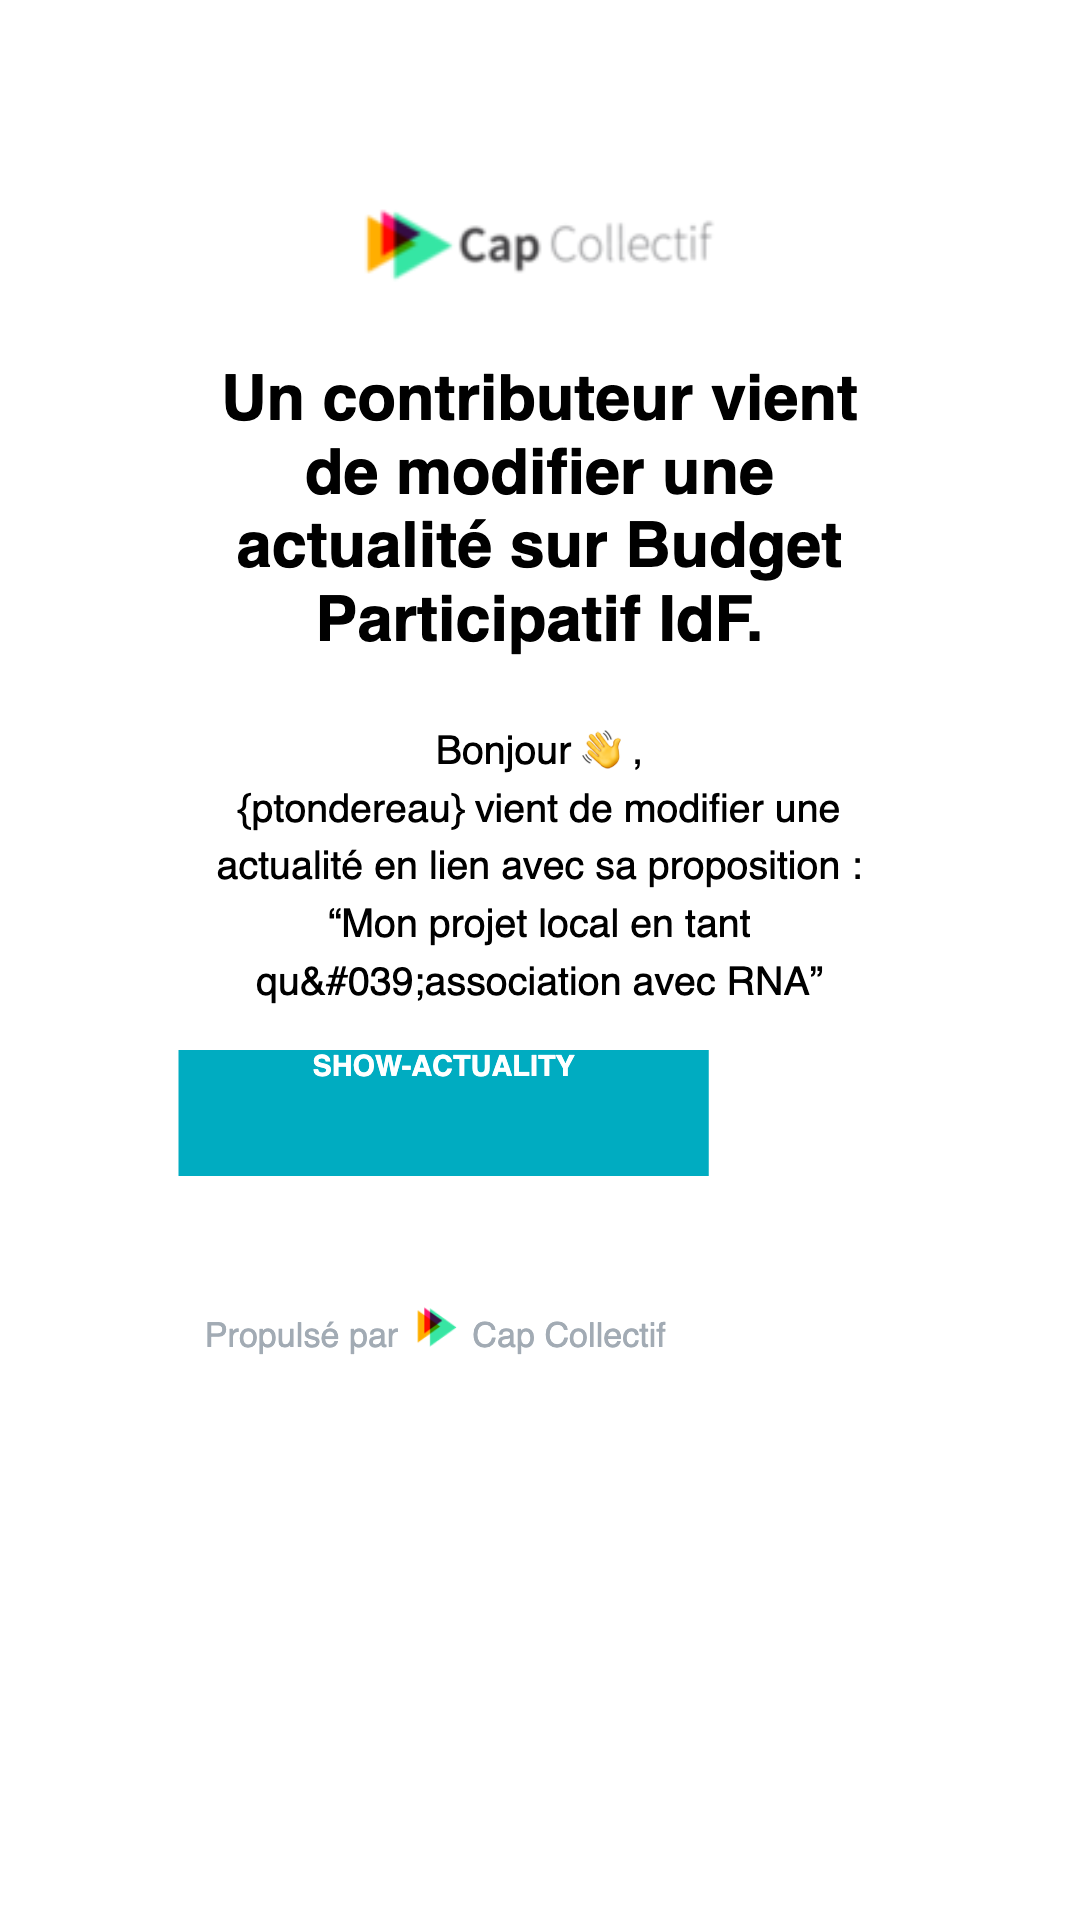 Cap Collectif
Un contributeur vient
de modifier une
actualité sur Budget
Participatif IdF.
Bonjour 👋 ,
{ptondereau} vient de modifier une
actualité en lien avec sa proposition :
“Mon projet local en tant
qu&#039;association avec RNA”
SHOW-ACTUALITY
Propulsé par Cap Collectif